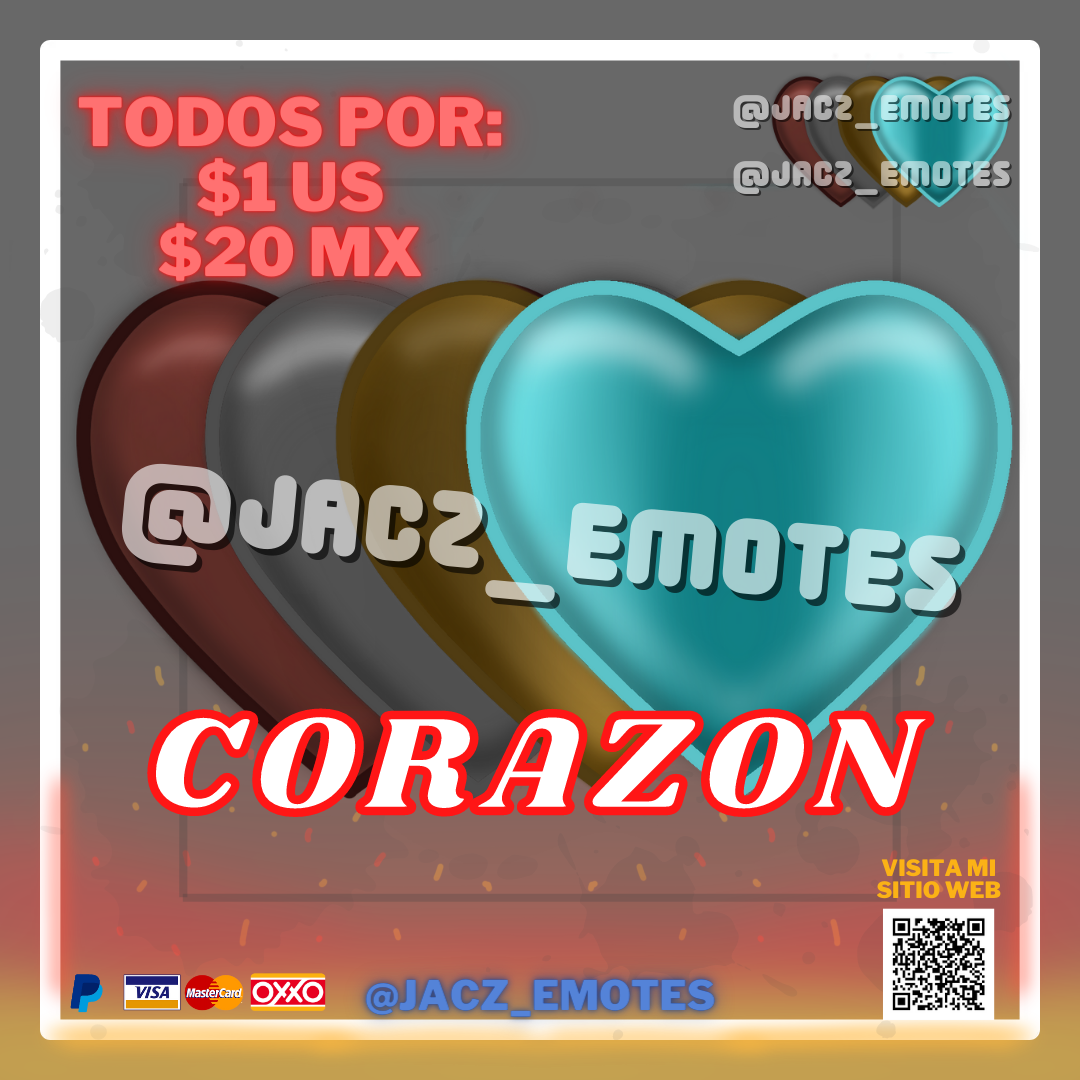 TODOS POR:
$1 US
$20 MX
@JACZ_EMOTES
@JACZ_EMOTES
@JACZ_EMOTES
CORAZON
VISITA MI
SITIO WEB
VISA
MasterCard
OXXO
@JACZ_EMOTES